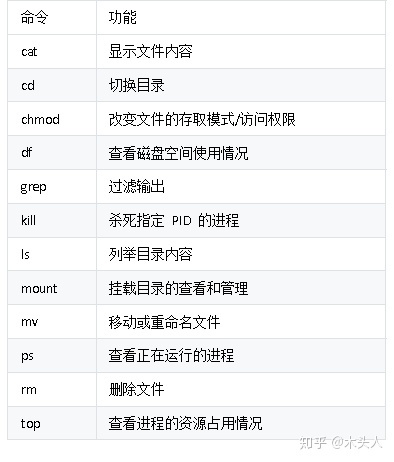 命令 功能
cat 显示文件内容
cd 切换目录
chmod 改变文件的存取模式/访问权限
df 查看磁盘空间使用情况
grep 过滤输出
kill 杀死指定 PID 的进程
ls 列举目录内容
mount 挂载目录的查看和管理
mv 移动或重命名文件
ps 查看正在运行的进程
rm 删除文件
top 查看进程的资源占用情况
知乎 @木头人